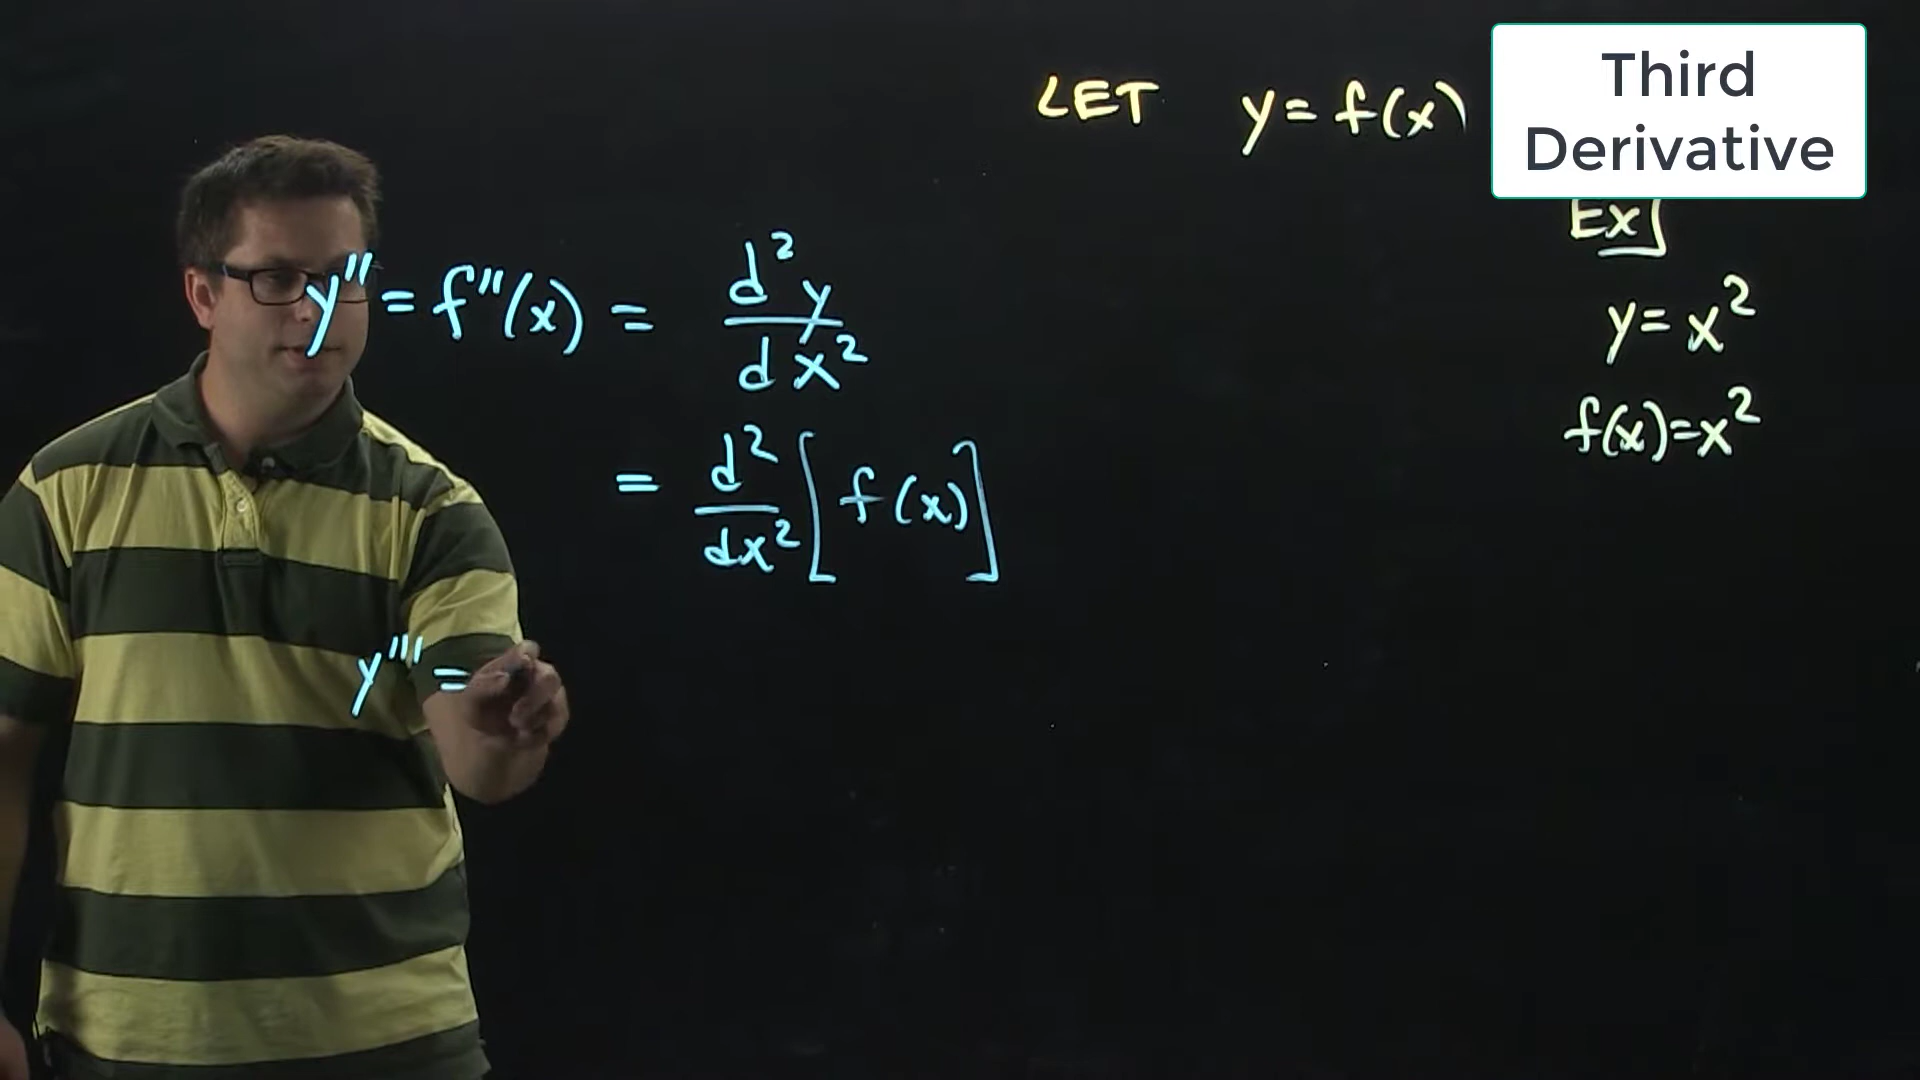 LET y = f(x)
Third
Derivative
Ex
y = x²
f(x) = x²
y'' = f''(x) = d²y/dx²
= d²/dx² [f(x)]
y''' =